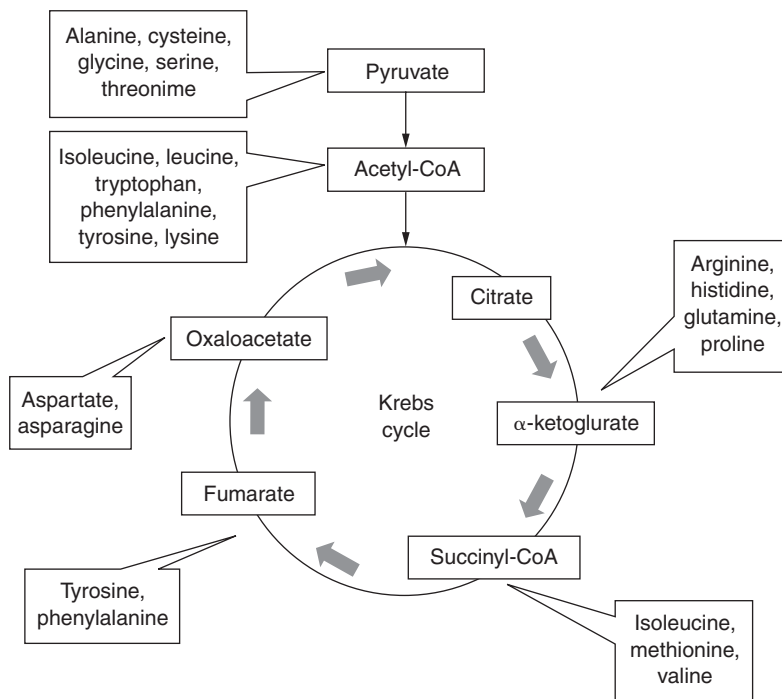 Alanine, cysteine,
glycine, serine,
threonime
Pyruvate
Isoleucine, leucine,
tryptophan,
phenylalanine,
tyrosine, lysine
Acetyl-CoA
Citrate
Arginine,
histidine,
glutamine,
proline
Oxaloacetate
Aspartate,
asparagine
Krebs
cycle
α-ketoglurate
Fumarate
Succinyl-CoA
Tyrosine,
phenylalanine
Isoleucine,
methionine,
valine